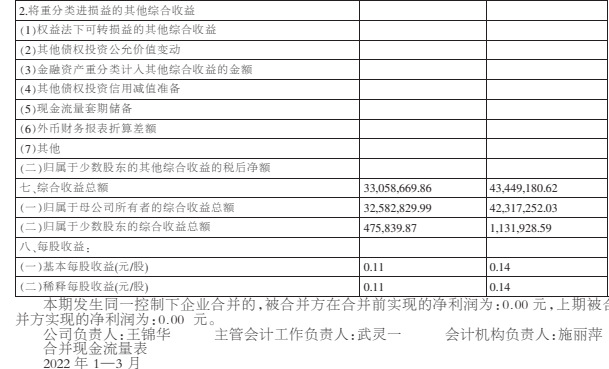 2.将重分类进损益的其他综合收益
(1)权益法下可转损益的其他综合收益
(2)其他债权投资公允价值变动
(3)金融资产重分类计入其他综合收益的金额
(4)其他债权投资信用减值准备
(5)现金流量套期储备
(6)外币财务报表折算差额
(7)其他
(二)归属于少数股东的其他综合收益的税后净额
七、综合收益总额 33,058,669.86 43,449,180.62
(一)归属于母公司所有者的综合收益总额 32,582,829.99 42,317,252.03
(二)归属于少数股东的综合收益总额 475,839.87 1,131,928.59
八、每股收益：
(一)基本每股收益(元/股) 0.11 0.14
(二)稀释每股收益(元/股) 0.11 0.14
本期发生同一控制下企业合并的，被合并方在合并前实现的净利润为：0.00 元，上期被合
并方实现的净利润为：0.00 元。
公司负责人：王锦华 主管会计工作负责人：武灵一 会计机构负责人：施丽萍
合并现金流量表
2022 年 1—3 月